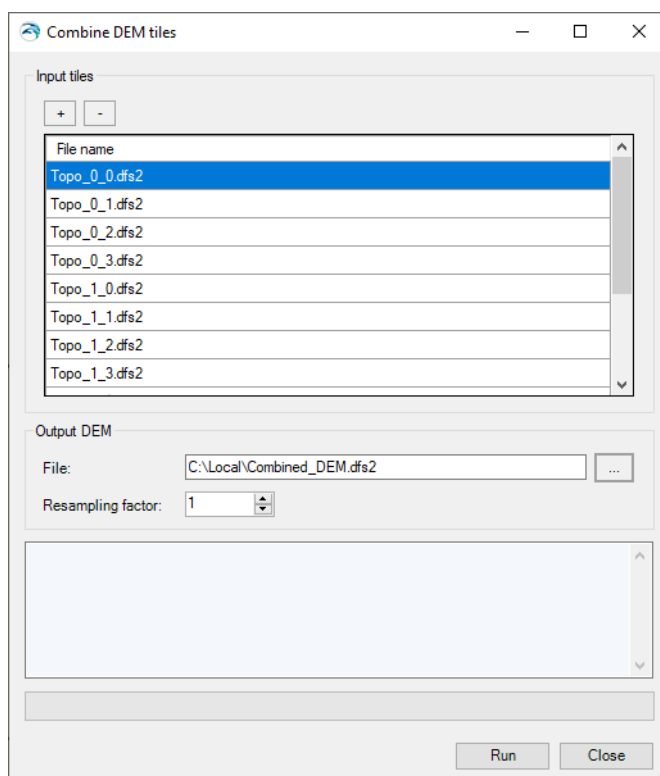 Combine DEM tiles
Input tiles
+ -
File name
Topo_0_0.dfs2
Topo_0_1.dfs2
Topo_0_2.dfs2
Topo_0_3.dfs2
Topo_1_0.dfs2
Topo_1_1.dfs2
Topo_1_2.dfs2
Topo_1_3.dfs2
Output DEM
File: C:\Local\Combined_DEM.dfs2 ...
Resampling factor: 1
Run Close